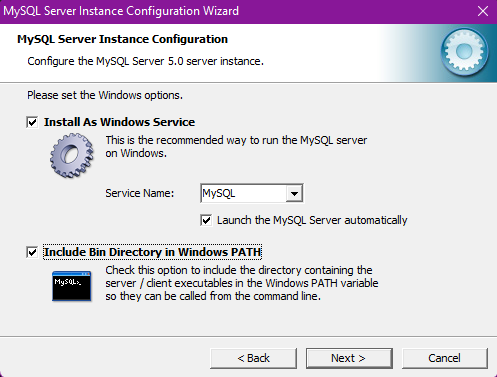 MySQL Server Instance Configuration Wizard
MySQL Server Instance Configuration
Configure the MySQL Server 5.0 server instance.
Please set the Windows options.
Install As Windows Service
This is the recommended way to run the MySQL server
on Windows.
Service Name: MySQL
Launch the MySQL Server automatically
Include Bin Directory in Windows PATH
MySQL>_
Check this option to include the directory containing the
server / client executables in the Windows PATH variable
so they can be called from the command line.
< Back Next > Cancel